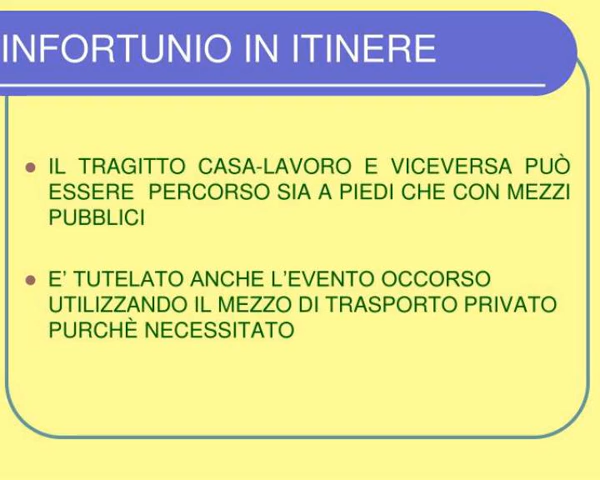 INFORTUNIO IN ITINERE
IL TRAGITTO CASA-LAVORO E VICEVERSA PUÒ
ESSERE PERCORSO SIA A PIEDI CHE CON MEZZI
PUBBLICI
E' TUTELATO ANCHE L'EVENTO OCCORSO
UTILIZZANDO IL MEZZO DI TRASPORTO PRIVATO
PURCHÈ NECESSITATO